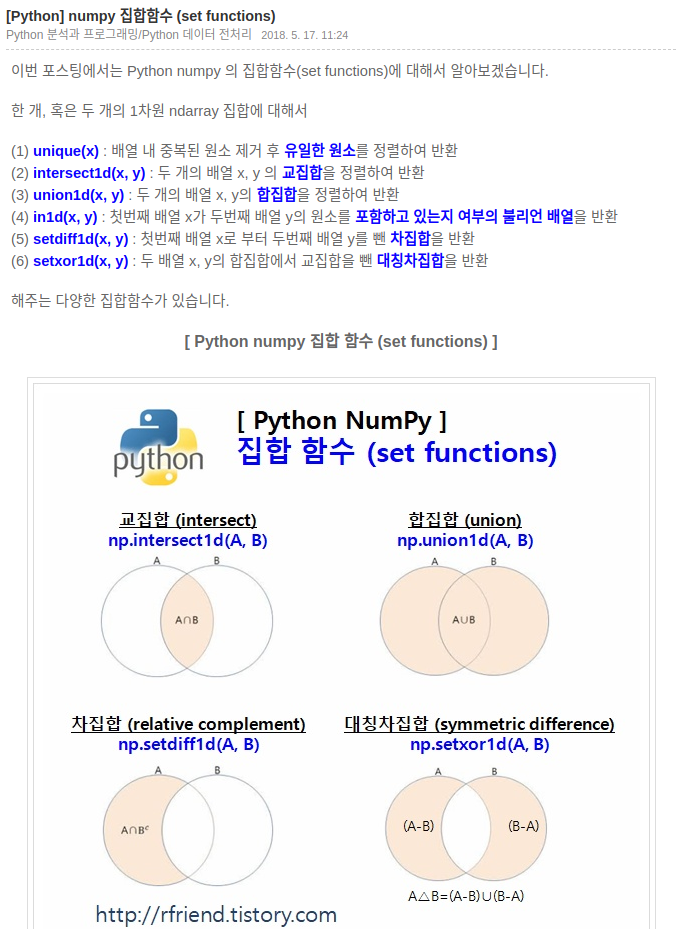 [Python] numpy 집합함수 (set functions)
Python 분석과 프로그래밍/Python 데이터 전처리 2018. 5. 17. 11:24
이번 포스팅에서는 Python numpy 의 집합함수(set functions)에 대해서 알아보겠습니다.
한 개, 혹은 두 개의 1차원 ndarray 집합에 대해서
(1) unique(x) : 배열 내 중복된 원소 제거 후 유일한 원소를 정렬하여 반환
(2) intersect1d(x, y) : 두 개의 배열 x, y 의 교집합을 정렬하여 반환
(3) union1d(x, y) : 두 개의 배열 x, y의 합집합을 정렬하여 반환
(4) in1d(x, y) : 첫번째 배열 x가 두번째 배열 y의 원소를 포함하고 있는지 여부의 불리언 배열을 반환
(5) setdiff1d(x, y) : 첫번째 배열 x로 부터 두번째 배열 y를 뺀 차집합을 반환
(6) setxor1d(x, y) : 두 배열 x, y의 합집합에서 교집합을 뺀 대칭차집합을 반환
해주는 다양한 집합함수가 있습니다.
[ Python numpy 집합 함수 (set functions) ]
python
[ Python NumPy ]
집합 함수 (set functions)
교집합 (intersect)
np.intersect1d(A, B)
A B
A∩B
합집합 (union)
np.union1d(A, B)
A B
A∪B
차집합 (relative complement)
np.setdiff1d(A, B)
A B
A∩Bᶜ
대칭차집합 (symmetric difference)
np.setxor1d(A, B)
A B
(A-B) (B-A)
A△B=(A-B)∪(B-A)
http://rfriend.tistory.com